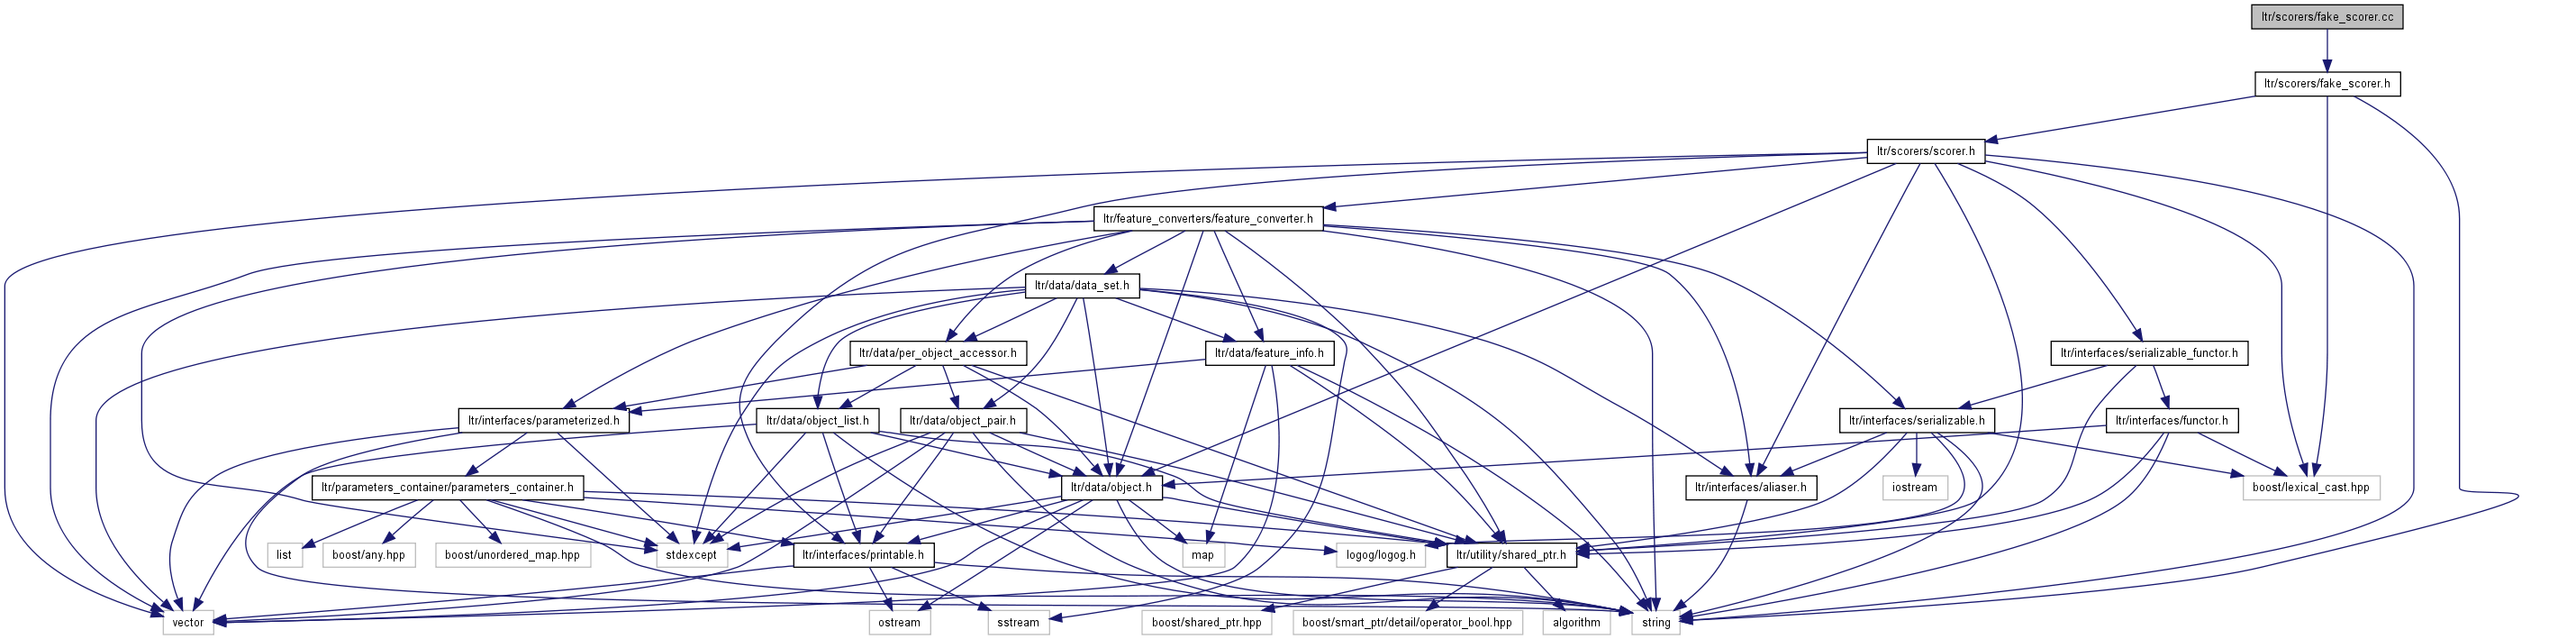 ltr/scorers/fake_scorer.cc
ltr/scorers/fake_scorer.h
ltr/scorers/scorer.h
ltr/feature_converters/feature_converter.h
ltr/data/data_set.h
ltr/data/per_object_accessor.h
ltr/data/feature_info.h
ltr/interfaces/serializable_functor.h
ltr/interfaces/parameterized.h
ltr/data/object_list.h
ltr/data/object_pair.h
ltr/interfaces/serializable.h
ltr/interfaces/functor.h
ltr/parameters_container/parameters_container.h
ltr/data/object.h
ltr/interfaces/aliaser.h
iostream
boost/lexical_cast.hpp
list
boost/any.hpp
boost/unordered_map.hpp
stdexcept
ltr/interfaces/printable.h
map
logog/logog.h
ltr/utility/shared_ptr.h
vector
ostream
sstream
boost/shared_ptr.hpp
boost/smart_ptr/detail/operator_bool.hpp
algorithm
string